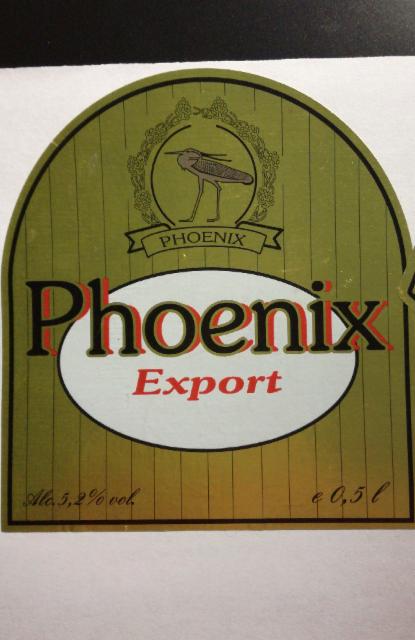 PHOENIX
Phoenix
Export
Alc. 5,2% vol.
e 0,5 l